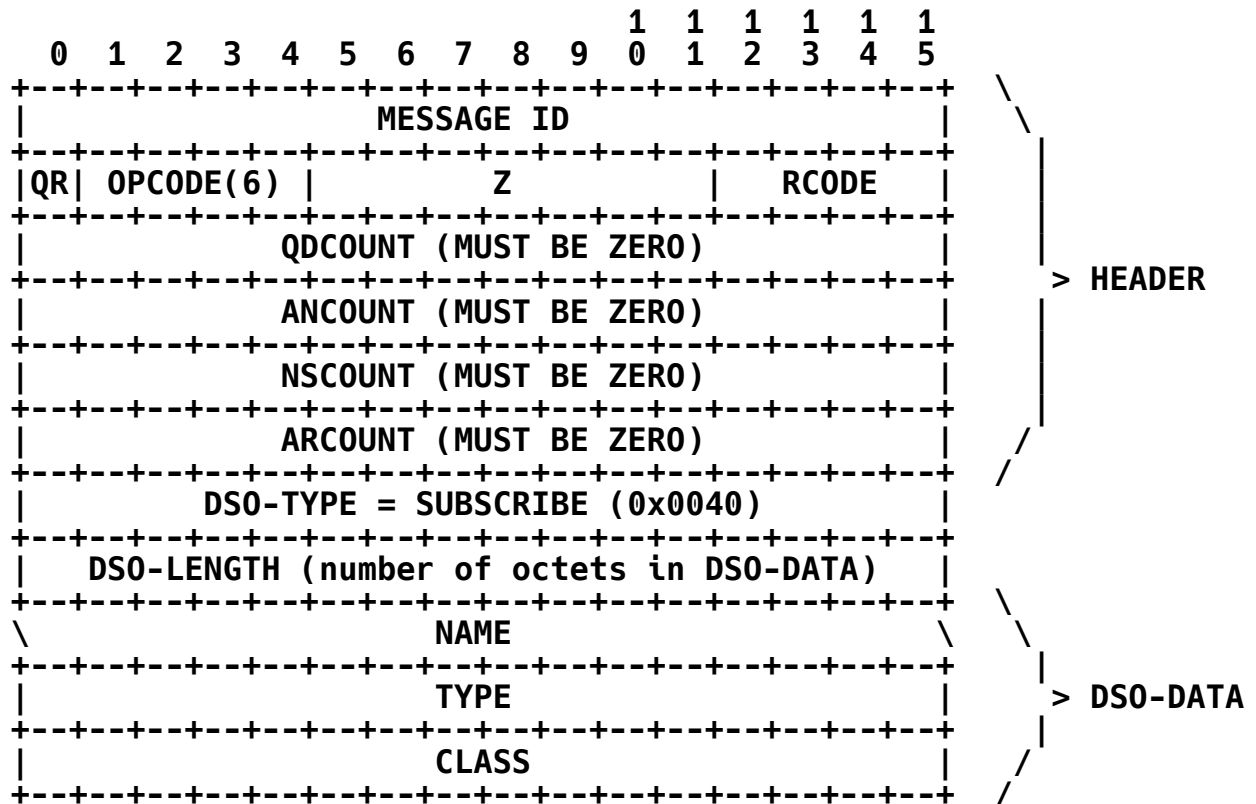 1  1  1  1  1  1
  0  1  2  3  4  5  6  7  8  9  0  1  2  3  4  5
+--+--+--+--+--+--+--+--+--+--+--+--+--+--+--+--+  \
|                  MESSAGE ID                   |   \
+--+--+--+--+--+--+--+--+--+--+--+--+--+--+--+--+    |
|QR| OPCODE(6) |         Z          |   RCODE   |    |
+--+--+--+--+--+--+--+--+--+--+--+--+--+--+--+--+    |
|             QDCOUNT (MUST BE ZERO)            |    |
+--+--+--+--+--+--+--+--+--+--+--+--+--+--+--+--+     > HEADER
|             ANCOUNT (MUST BE ZERO)            |    |
+--+--+--+--+--+--+--+--+--+--+--+--+--+--+--+--+    |
|             NSCOUNT (MUST BE ZERO)            |    |
+--+--+--+--+--+--+--+--+--+--+--+--+--+--+--+--+    |
|             ARCOUNT (MUST BE ZERO)            |   /
+--+--+--+--+--+--+--+--+--+--+--+--+--+--+--+--+  /
|         DSO-TYPE = SUBSCRIBE (0x0040)         |
+--+--+--+--+--+--+--+--+--+--+--+--+--+--+--+--+
|   DSO-LENGTH (number of octets in DSO-DATA)   |
+--+--+--+--+--+--+--+--+--+--+--+--+--+--+--+--+  \
\                     NAME                      \   \
+--+--+--+--+--+--+--+--+--+--+--+--+--+--+--+--+    |
|                     TYPE                      |     > DSO-DATA
+--+--+--+--+--+--+--+--+--+--+--+--+--+--+--+--+    |
|                     CLASS                     |   /
+--+--+--+--+--+--+--+--+--+--+--+--+--+--+--+--+  /